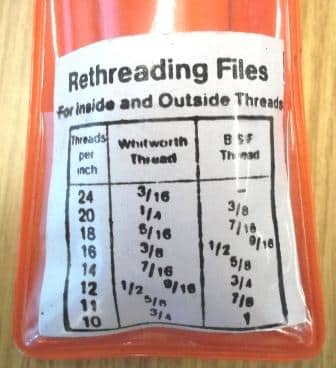 Rethreading Files
For inside and Outside Threads
Threads per inch Whitworth Thread BSF Thread
24 3/16 -
20 1/4 3/8
18 5/16 7/16
16 3/8 1/2 9/16
14 7/16 5/8
12 1/2 9/16 3/4
11 5/8 7/8
10 3/4 1